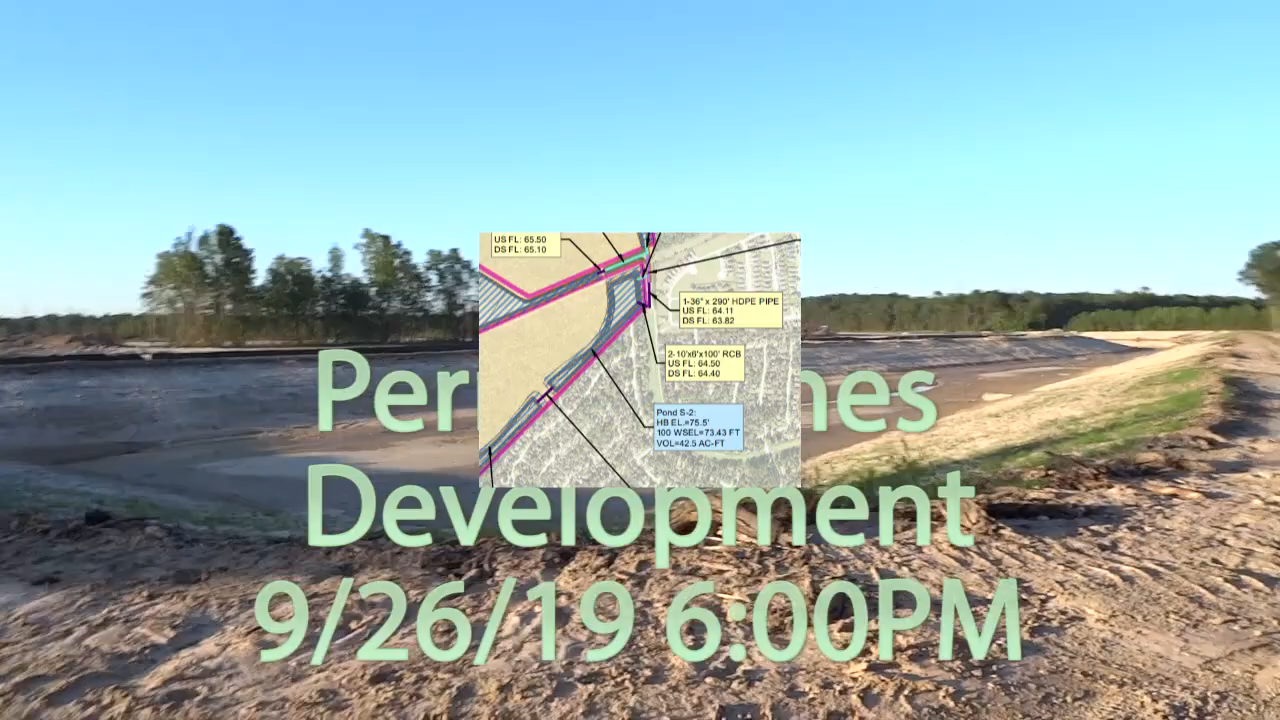 US FL: 65.50
DS FL: 65.10
1-36" x 290' HDPE PIPE
US FL: 64.11
DS FL: 63.82
2-10'x6'x100' RCB
US FL: 64.50
DS FL: 64.40
Pond S-2:
HB EL.=75.5'
100 WSEL=73.43 FT
VOL=42.5 AC-FT
Development
9/26/19 6:00PM